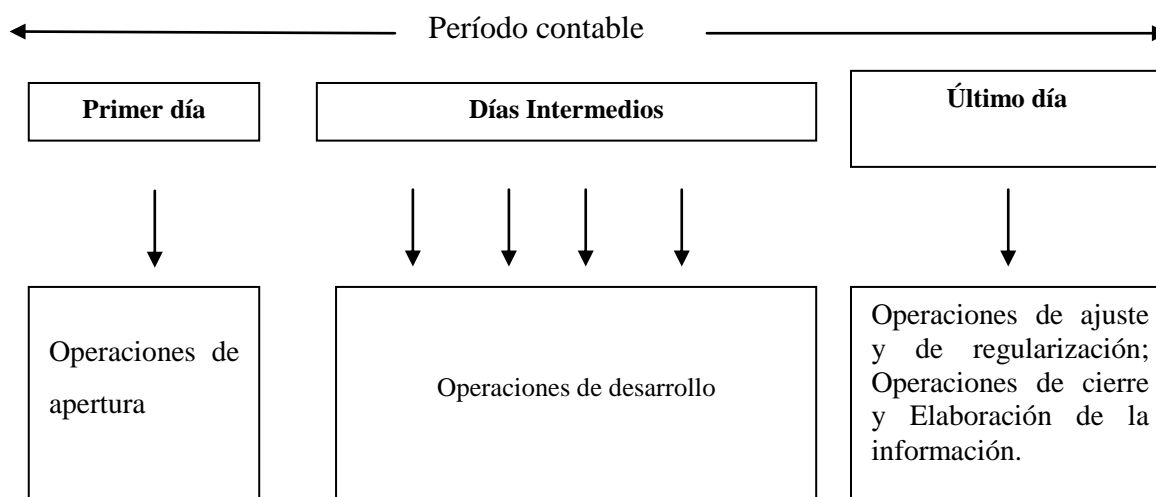 Período contable
Primer día
Días Intermedios
Último día
Operaciones de
apertura
Operaciones de desarrollo
Operaciones de ajuste
y de regularización;
Operaciones de cierre
y Elaboración de la
información.